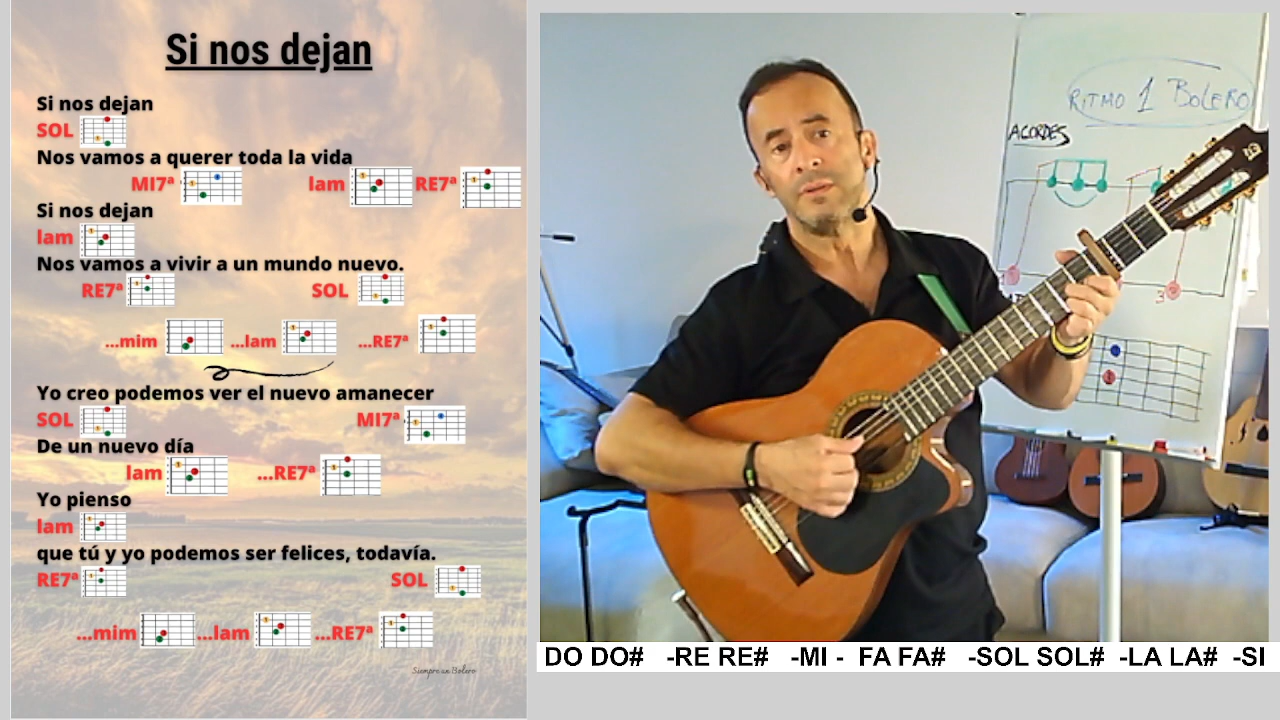 Si nos dejan
Si nos dejan
SOL
Nos vamos a querer toda la vida
MI7ª lam RE7ª
Si nos dejan
lam
Nos vamos a vivir a un mundo nuevo.
RE7ª SOL
...mim ...lam ...RE7ª
Yo creo podemos ver el nuevo amanecer
SOL MI7ª
De un nuevo día
lam ...RE7ª
Yo pienso
lam
que tú y yo podemos ser felices, todavía.
RE7ª SOL
...mim ...lam ...RE7ª
Siempre un Bolero
RITMO 1 BOLERO
ACORDES
3
DO DO# -RE RE# -MI - FA FA# -SOL SOL# -LA LA# -SI